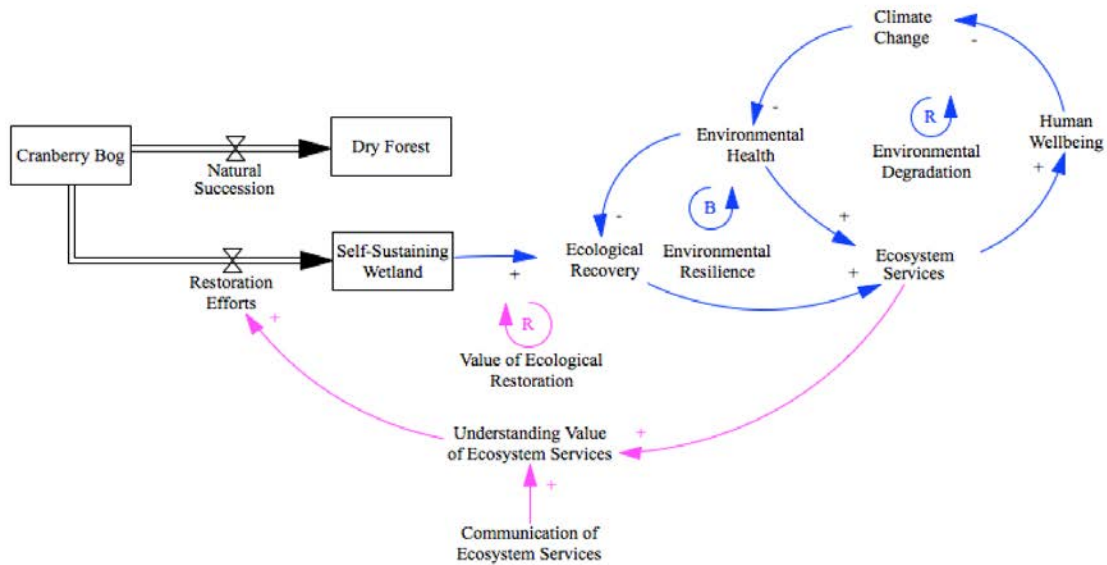 Climate
Change
-
-
R
Human
Wellbeing
Environmental
Health
Environmental
Degradation
+
Cranberry Bog
Dry Forest
Natural
Succession
B
-
+
Self-Sustaining
Wetland
Ecological
Recovery
Environmental
Resilience
Ecosystem
Services
+
+
Restoration
Efforts
+
R
Value of Ecological
Restoration
Understanding Value
of Ecosystem Services
+
+
Communication of
Ecosystem Services